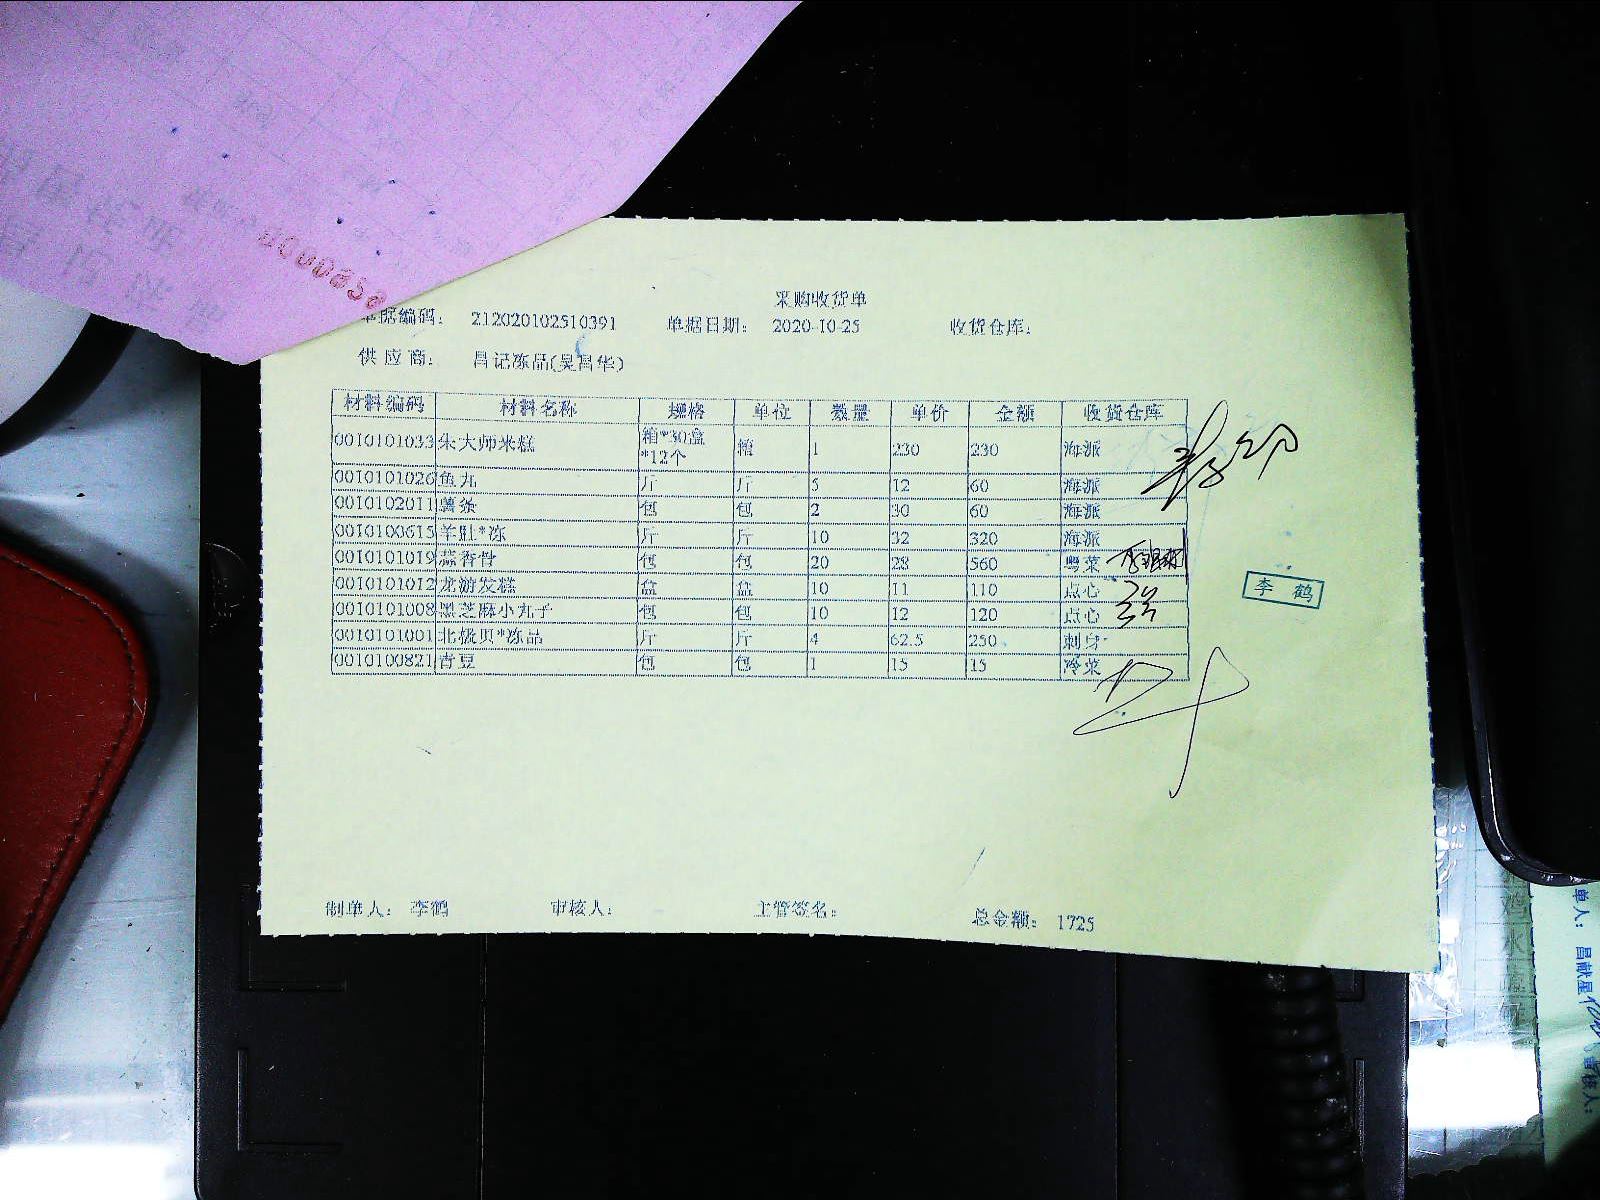 采购收货单
单据编码： 212020102510391 单据日期： 2020-10-25 收货仓库：
供应商： 昌记冻品(吴昌华)
材料编码 材料名称 规格 单位 数量 单价 金额 收货仓库
0010101033 朱大师米糕 箱*30盒*12个 箱 1 230 230 海派
0010101026 鱼丸 斤 斤 5 12 60 海派
0010102011 薯条 包 包 2 30 60 海派
0010100615 羊肚*冻 斤 斤 10 32 320 海派
0010101019 蒜香骨 包 包 20 28 560 粤菜
0010101012 龙游发糕 盒 盒 10 11 110 点心
0010101008 黑芝麻小丸子 包 包 10 12 120 点心
0010101001 北极贝*冻品 斤 斤 4 62.5 250 刺身
0010100821 青豆 包 包 1 15 15 冷菜
李鹤
制单人： 李鹤 审核人： 主管签名： 总金额： 1725
单人： 昌献星
审核人：